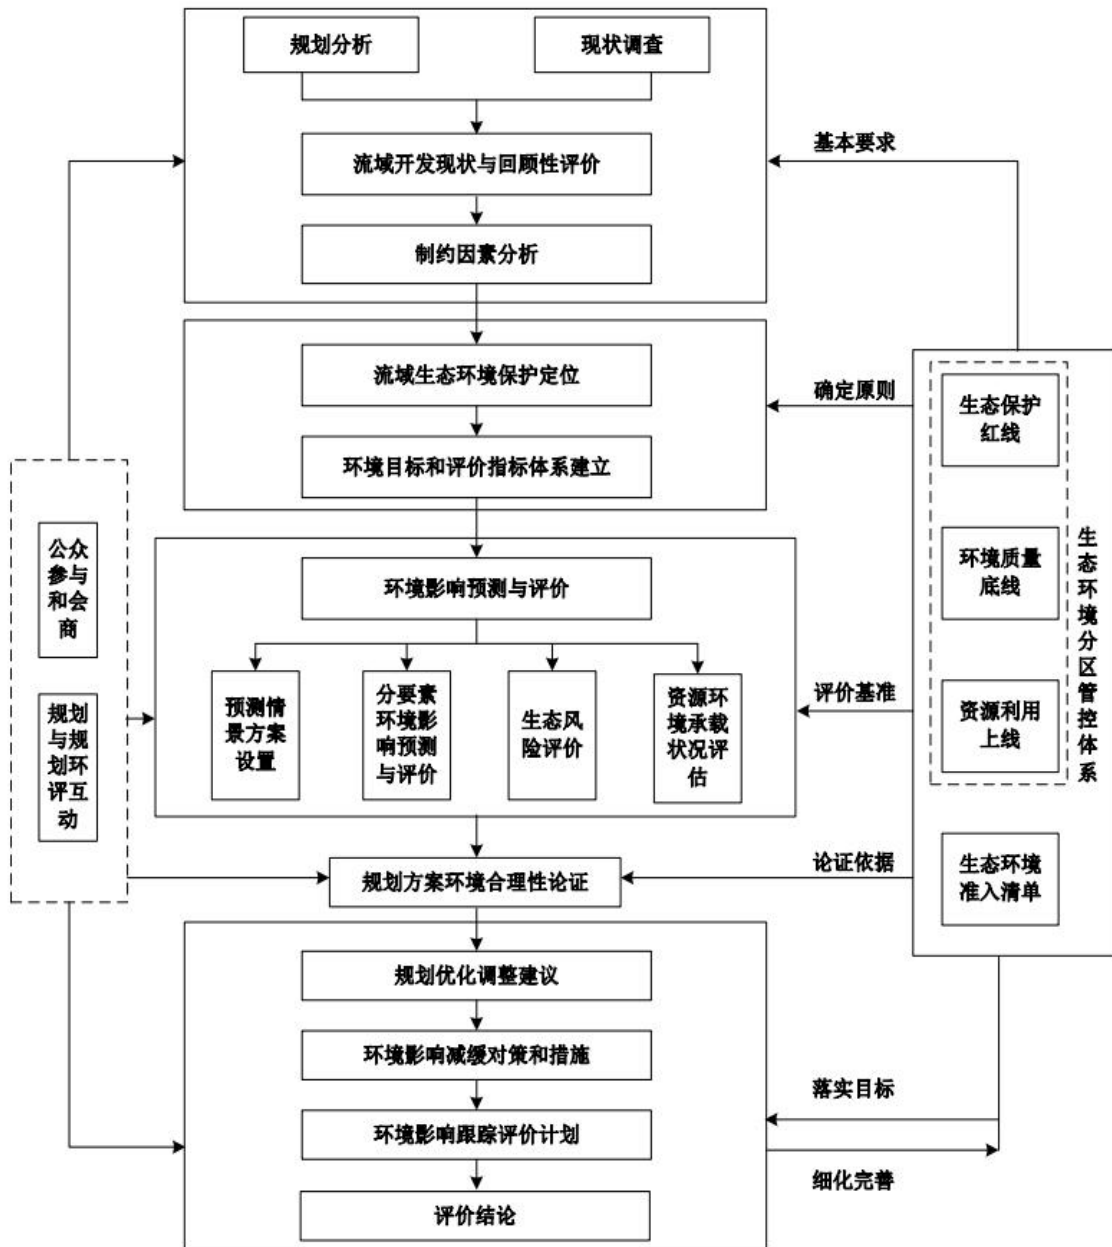 规划分析
现状调查
流域开发现状与回顾性评价
基本要求
制约因素分析
流域生态环境保护定位
确定原则
环境目标和评价指标体系建立
生态保护
红线
环境质量
底线
资源利用
上线
生态环境
准入清单
生
态
环
境
分
区
管
控
体
系
公众
参与
和会
商
规划
与规
划环
评互
动
环境影响预测与评价
预测情
景方案
设置
分要素
环境影
响预测
与评价
生态风
险评价
资源环
境承载
状况评
估
评价基准
规划方案环境合理性论证
论证依据
规划优化调整建议
环境影响减缓对策和措施
环境影响跟踪评价计划
落实目标
细化完善
评价结论